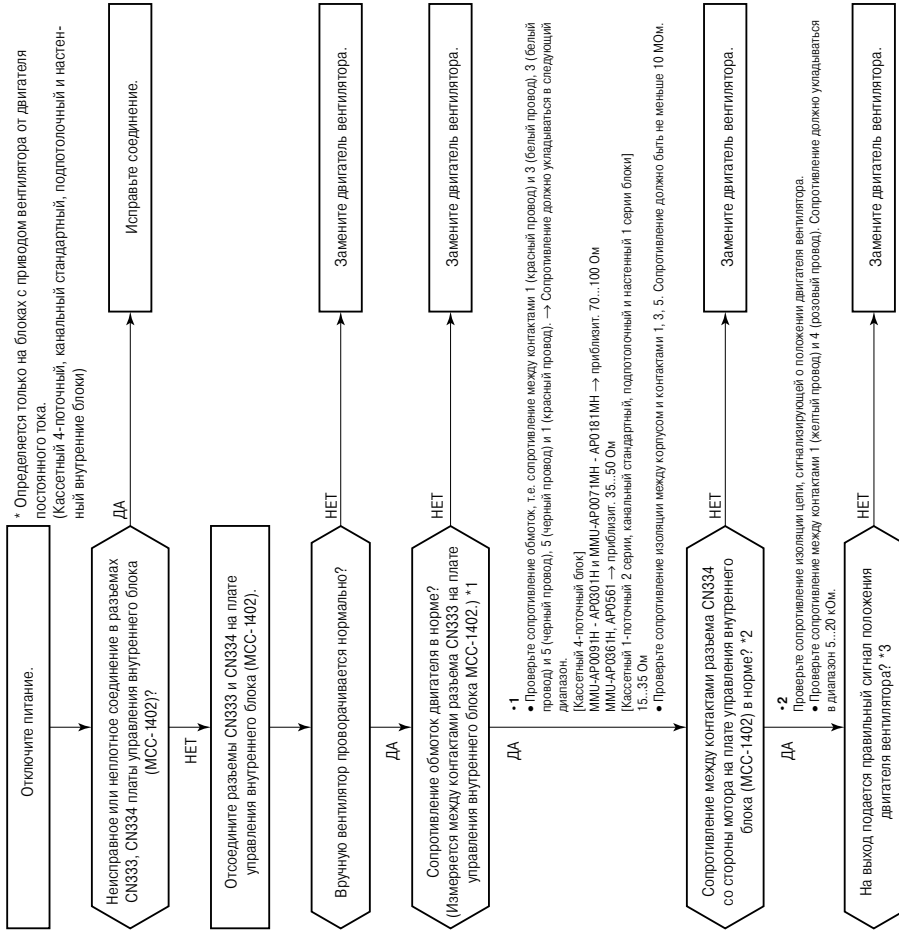 Отключите питание.
* Определяется только на блоках с приводом вентилятора от двигателя
постоянного тока.
(Кассетный 4-поточный, канальный стандартный, подпотолочный и настен-
ный внутренние блоки)
Неисправное или неплотное соединение в разъемах
CN333, CN334 платы управления внутреннего блока
(MCC-1402)?
ДА
Исправьте соединение.
НЕТ
Отсоедините разъемы CN333 и CN334 на плате
управления внутреннего блока (MCC-1402).
Вручную вентилятор проворачивается нормально?
НЕТ
Замените двигатель вентилятора.
ДА
Сопротивление обмоток двигателя в норме?
(Измеряется между контактами разъема CN333 на плате
управления внутреннего блока MCC-1402.) *1
НЕТ
Замените двигатель вентилятора.
ДА
•1
● Проверьте сопротивление обмоток, т.е. сопротивление между контактами 1 (красный провод) и 3 (белый провод), 3 (белый
провод) и 5 (черный провод), 5 (черный провод) и 1 (красный провод). → Сопротивление должно укладываться в следующий
диапазон.
[Кассетный 4-поточный блок]
MMU-AP0091H - AP0301H и MMU-AP0071MH - AP0181MH → приблизит. 70...100 Ом
MMU-AP0361H, AP0561 → приблизит. 35...50 Ом
[Кассетный 1-поточный 2 серии, канальный стандартный, подпотолочный и настенный 1 серии блоки]
15...35 Ом
● Проверьте сопротивление изоляции между корпусом и контактами 1, 3, 5. Сопротивление должно быть не меньше 10 МОм.
Сопротивление между контактами разъема CN334
со стороны мотора на плате управления внутреннего
блока (MCC-1402) в норме? *2
НЕТ
Замените двигатель вентилятора.
ДА
•2
Проверьте сопротивление изоляции цепи, сигнализирующей о положении двигателя вентилятора.
● Проверьте сопротивление между контактами 1 (желтый провод) и 4 (розовый провод). Сопротивление должно укладываться
в диапазон 5...20 кОм.
На выход подается правильный сигнал положения
двигателя вентилятора? *3
НЕТ
Замените двигатель вентилятора.